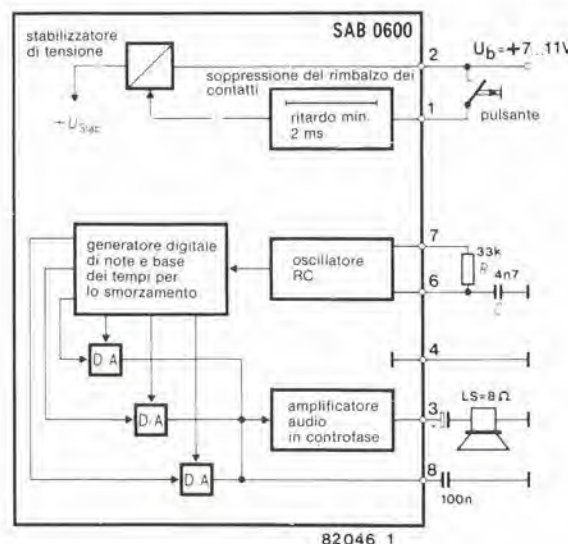 SAB 0600
stabilizzatore
di tensione
2
Ub = +7...11V
soppressione del rimbalzo dei
contatti
ritardo min.
2 ms
1
pulsante
+Ustab
generatore digitale
di note e base
dei tempi per
lo smorzamento
oscillatore
RC
7
33k
R
6
4n7
C
4
D/A
D/A
D/A
amplificatore
audio
in controfase
3
LS=8Ω
8
100n
82046 1